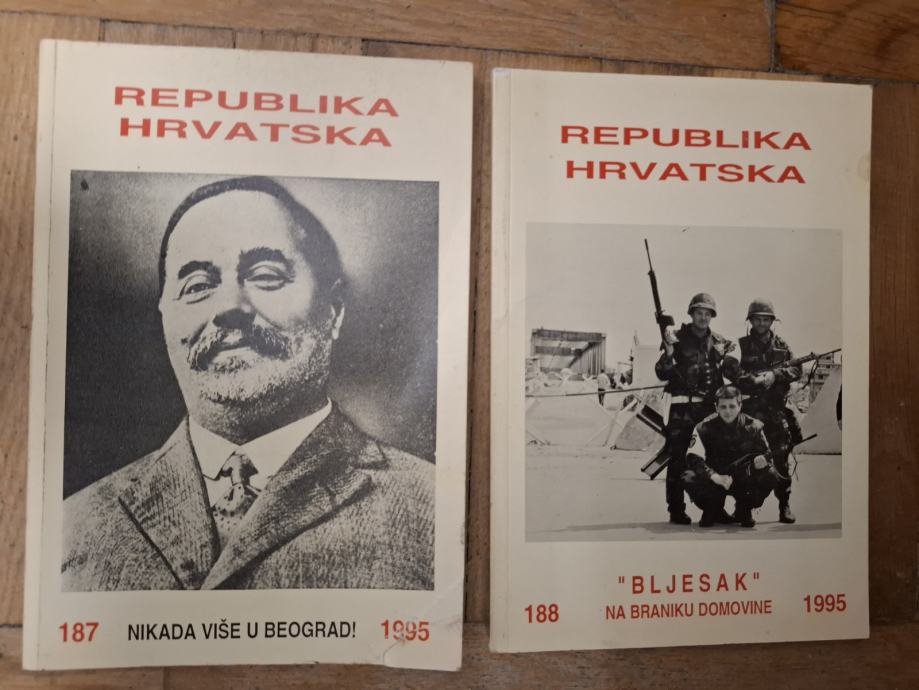 REPUBLIKA
HRVATSKA
187 NIKADA VIŠE U BEOGRAD! 1995
REPUBLIKA
HRVATSKA
"BLJESAK"
188 NA BRANIKU DOMOVINE 1995